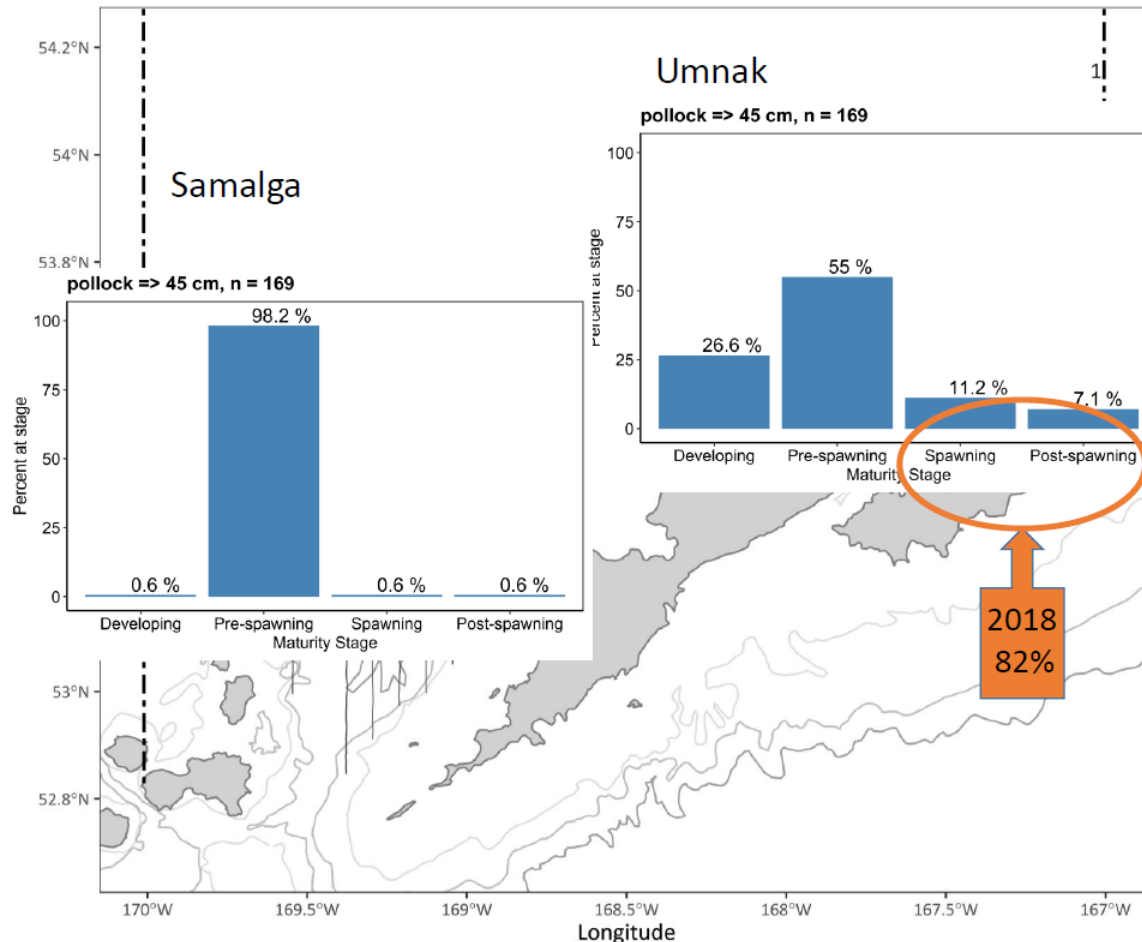 54.2°N
54°N
53.8°N
53°N
52.8°N
Samalga
pollock => 45 cm, n = 169
Percent at stage
100
75
50
25
0
0.6 %
98.2 %
0.6 %
0.6 %
Developing Pre-spawning Spawning Post-spawning
Maturity Stage
Umnak
1
pollock => 45 cm, n = 169
Percent at stage
100
75
50
25
0
26.6 %
55 %
11.2 %
7.1 %
Developing Pre-spawning Spawning Post-spawning
Maturity Stage
2018
82%
170°W 169.5°W 169°W 168.5°W 168°W 167.5°W 167°W
Longitude